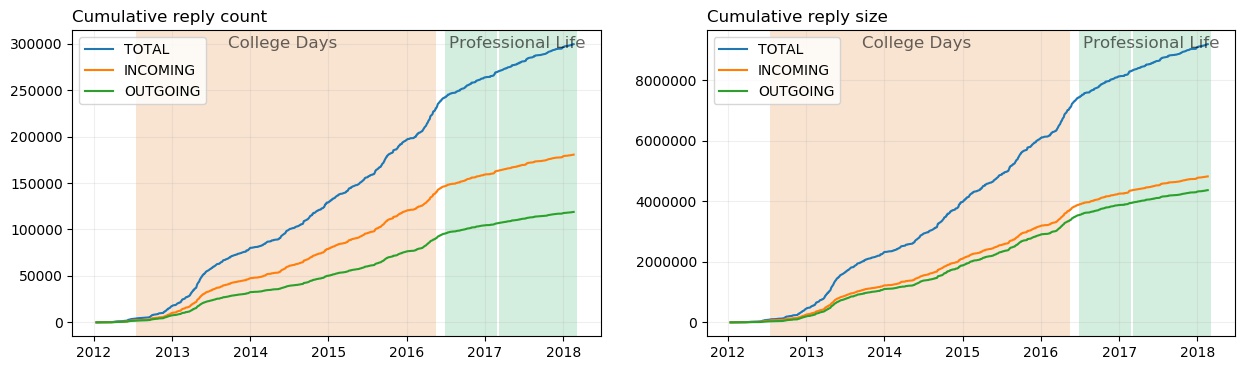 Cumulative reply count
College Days
Professional Life
TOTAL
INCOMING
OUTGOING
300000
250000
200000
150000
100000
50000
0
2012 2013 2014 2015 2016 2017 2018
Cumulative reply size
College Days
Professional Life
TOTAL
INCOMING
OUTGOING
8000000
6000000
4000000
2000000
0
2012 2013 2014 2015 2016 2017 2018